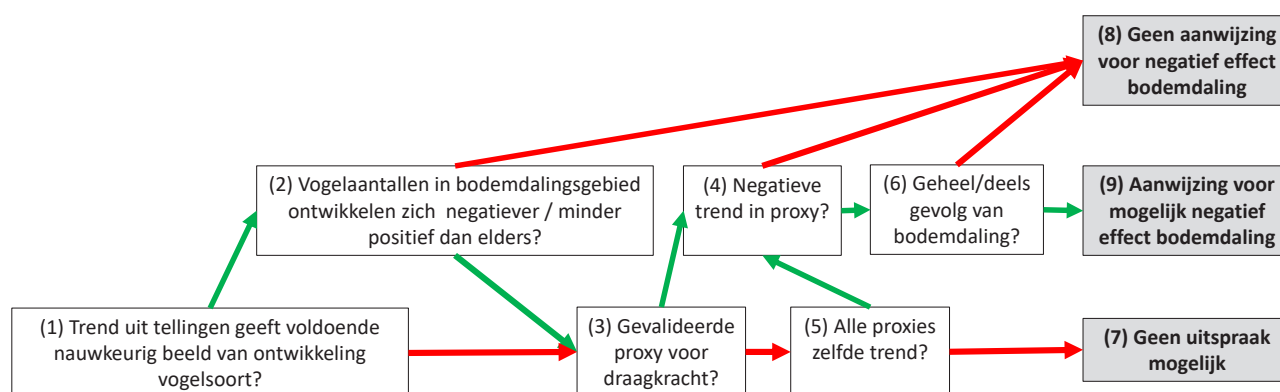 (8) Geen aanwijzing
voor negatief effect
bodemdaling
(2) Vogelaantallen in bodemdalingsgebied
ontwikkelen zich negatiever / minder
positief dan elders?
(4) Negatieve
trend in proxy?
(6) Geheel/deels
gevolg van
bodemdaling?
(9) Aanwijzing voor
mogelijk negatief
effect bodemdaling
(1) Trend uit tellingen geeft voldoende
nauwkeurig beeld van ontwikkeling
vogelsoort?
(3) Gevalideerde
proxy voor
draagkracht?
(5) Alle proxies
zelfde trend?
(7) Geen uitspraak
mogelijk